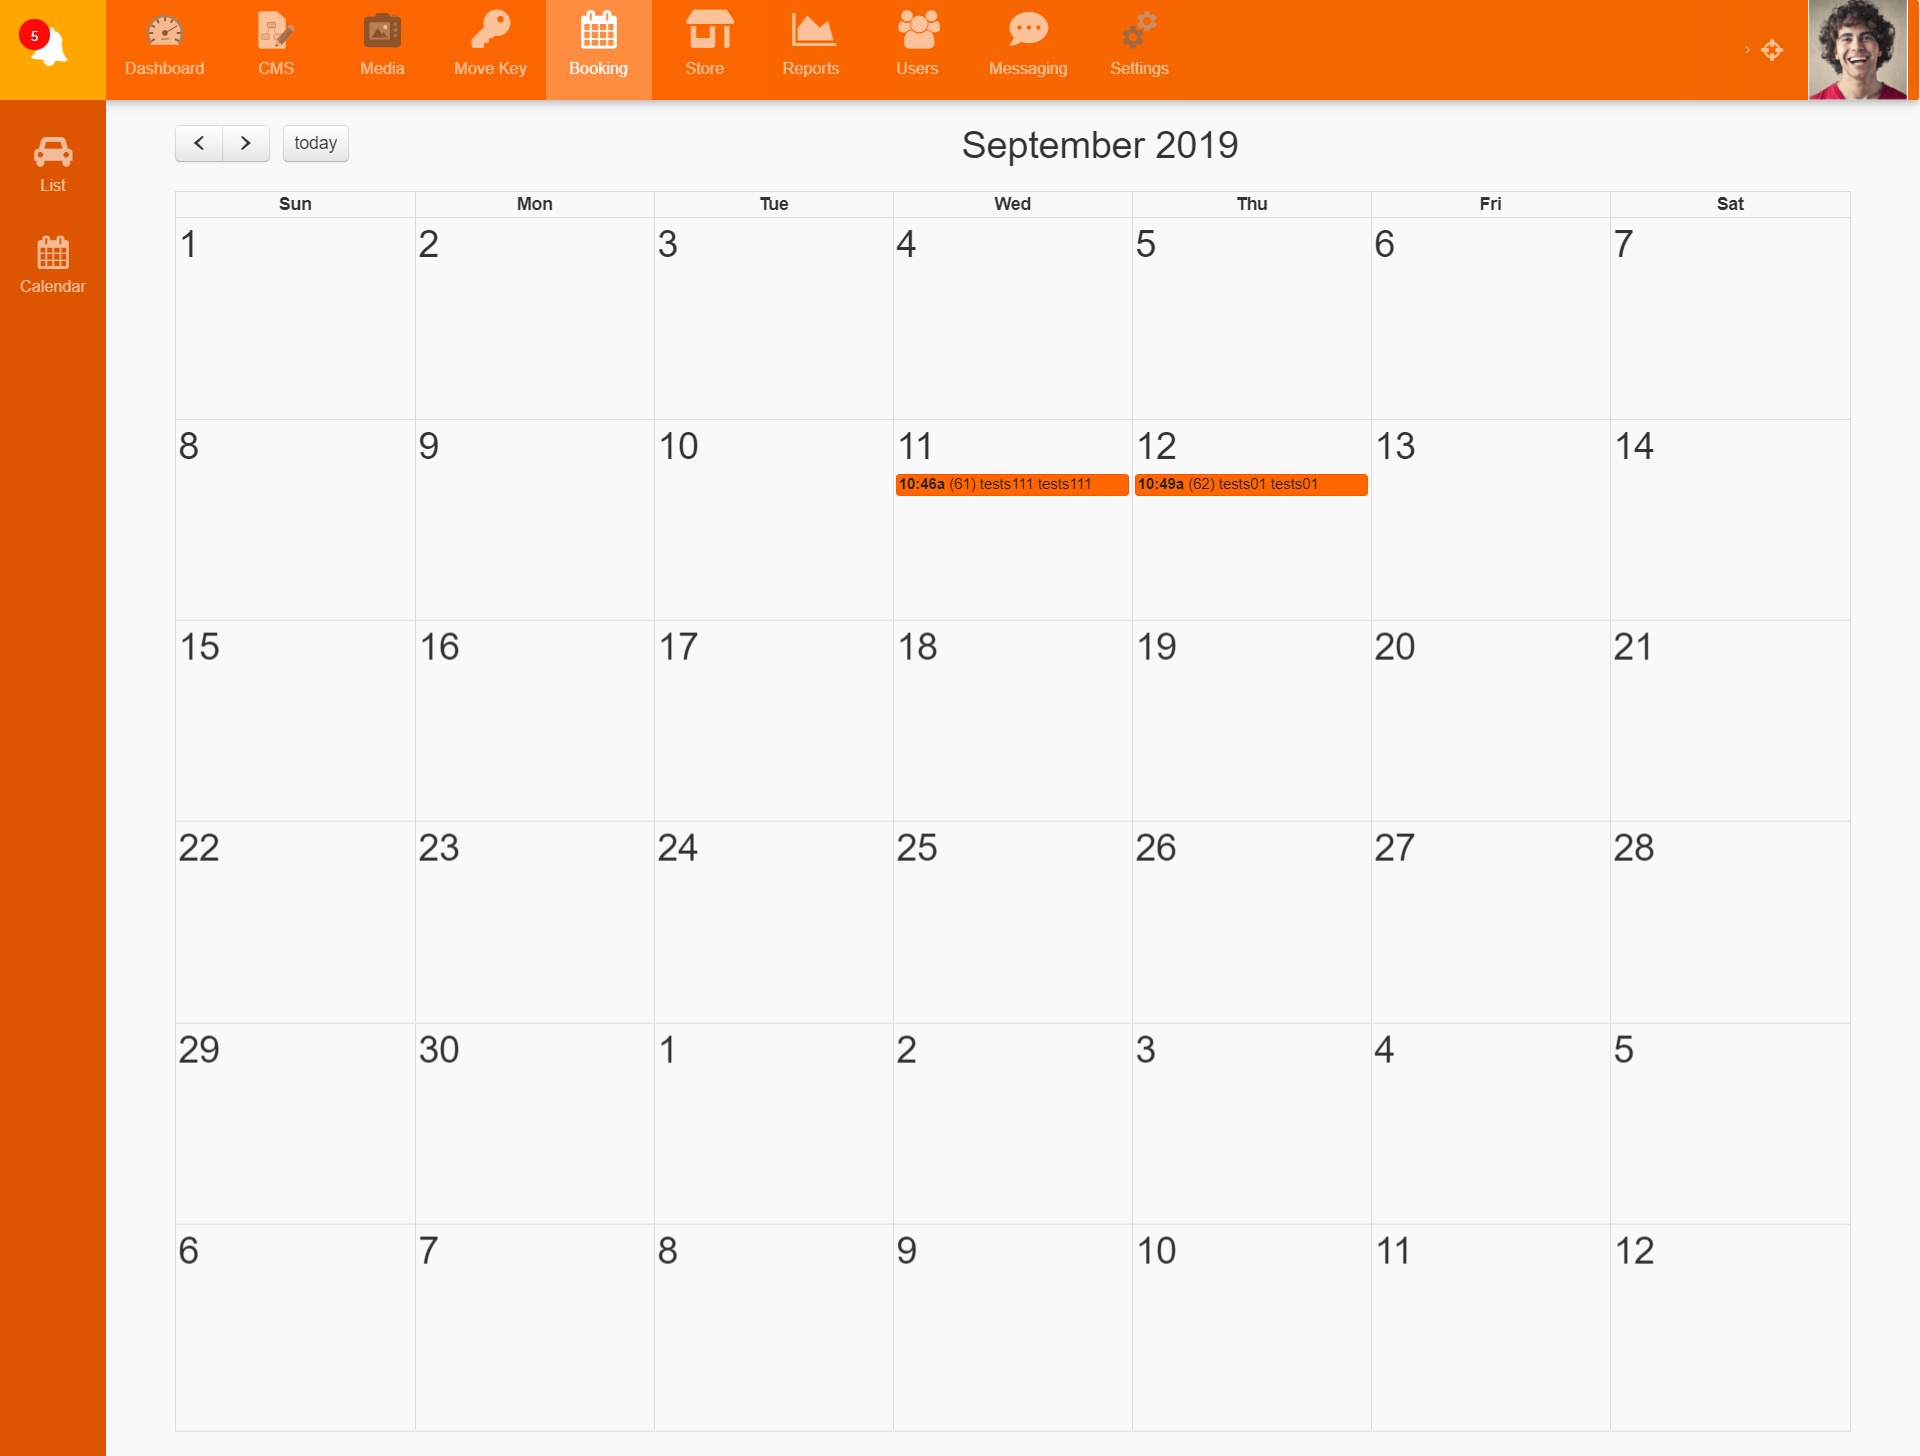 5
Dashboard CMS Media Move Key Booking Store Reports Users Messaging Settings
List
Calendar
today
September 2019
Sun Mon Tue Wed Thu Fri Sat
1 2 3 4 5 6 7
8 9 10 11 12 13 14
10:46a (61) tests111 tests111 10:49a (62) tests01 tests01
15 16 17 18 19 20 21
22 23 24 25 26 27 28
29 30 1 2 3 4 5
6 7 8 9 10 11 12